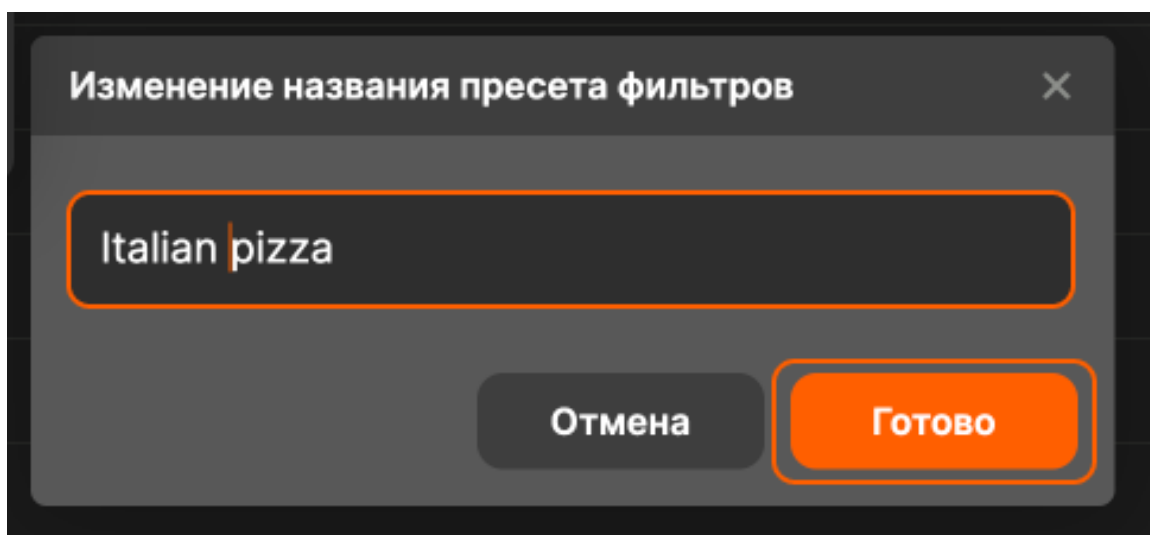 Изменение названия пресета фильтров
Italian pizza
Отмена Готово